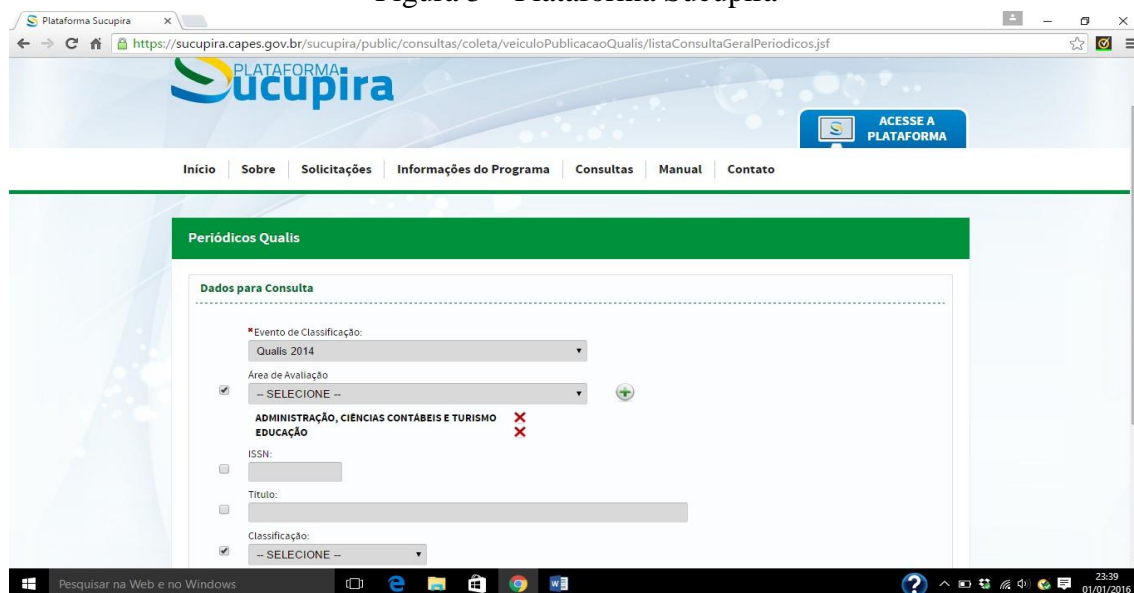 Plataforma Sucupira
https://sucupira.capes.gov.br/sucupira/public/consultas/coleta/veiculoPublicacaoQualis/listaConsultaGeralPeriodicos.jsf
PLATAFORMA
Sucupira
ACESSE A
PLATAFORMA
Início Sobre Solicitações Informações do Programa Consultas Manual Contato
Periódicos Qualis
Dados para Consulta
*Evento de Classificação:
Qualis 2014
Área de Avaliação
-- SELECIONE --
ADMINISTRAÇÃO, CIÊNCIAS CONTÁBEIS E TURISMO
EDUCAÇÃO
ISSN:
Título:
Classificação:
-- SELECIONE --
Pesquisar na Web e no Windows
23:39
01/01/2016